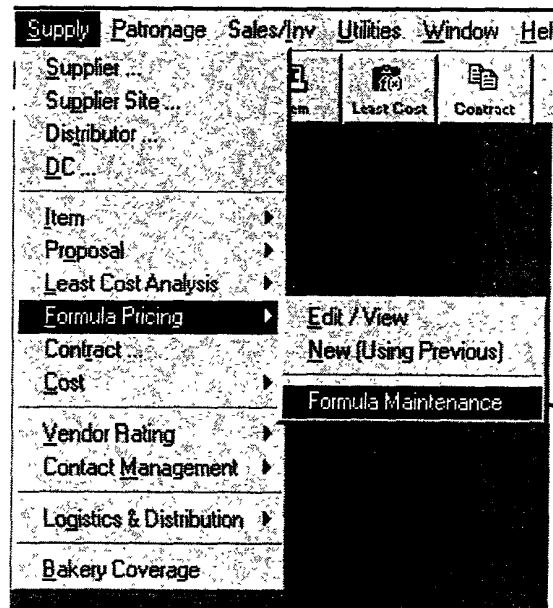 Supply Patronage Sales/Inv Utilities Window
Supplier ...
Supplier Site ...
Distributor ...
DC ...
Least Cost
Contract
Item
Proposal
Least Cost Analysis
Formula Pricing
Edit / View
New (Using Previous)
Formula Maintenance
Contract ...
Cost
Vendor Rating
Contact Management
Logistics & Distribution
Bakery Coverage